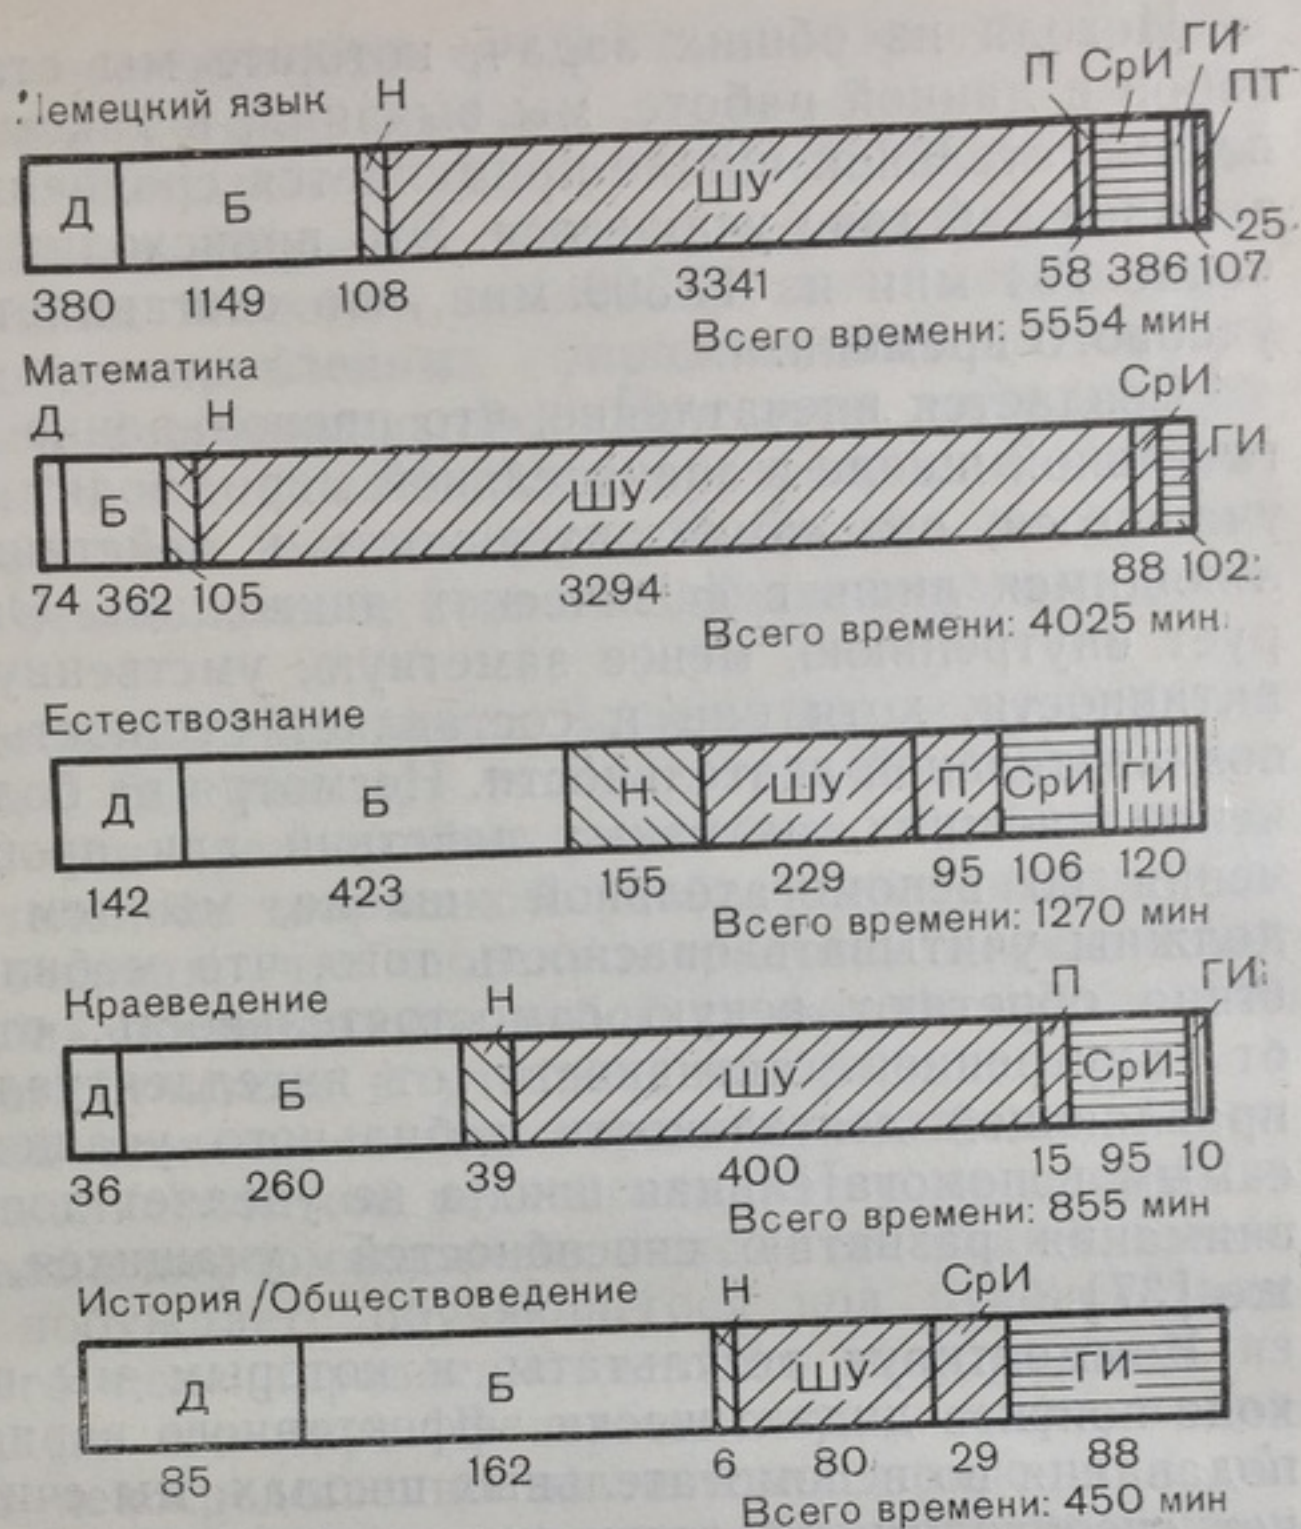 Немецкий язык Н П СрИ ГИ ПТ
Д Б ШУ
25
380 1149 108 3341 58 386 107
Всего времени: 5554 мин
Математика
Д Н СрИ
ГИ
Б ШУ
74 362 105 3294 88 102
Всего времени: 4025 мин
Естествознание
Д Б Н ШУ П СрИ ГИ
142 423 155 229 95 106 120
Всего времени: 1270 мин
Краеведение Н П ГИ
Д Б ШУ СрИ
36 260 39 400 15 95 10
Всего времени: 855 мин
История/Обществоведение Н СрИ
Д Б ШУ ГИ
85 162 6 80 29 88
Всего времени: 450 мин